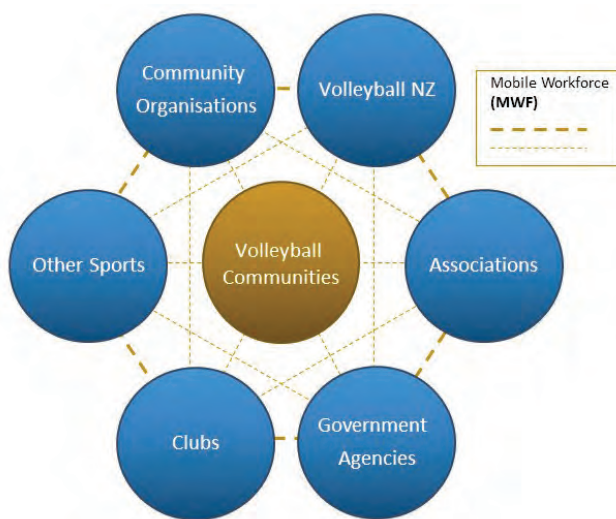 Community
Organisations
Volleyball NZ
Mobile Workforce
(MWF)
Other Sports
Volleyball
Communities
Associations
Clubs
Government
Agencies